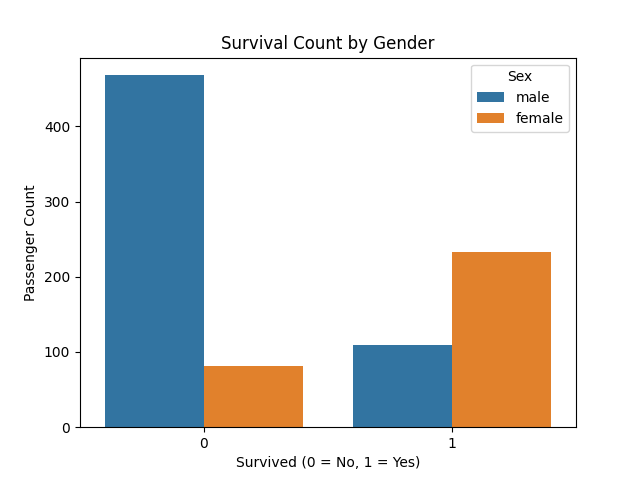 Survival Count by Gender
Sex
male
female
Passenger Count
400
300
200
100
0
0 1
Survived (0 = No, 1 = Yes)